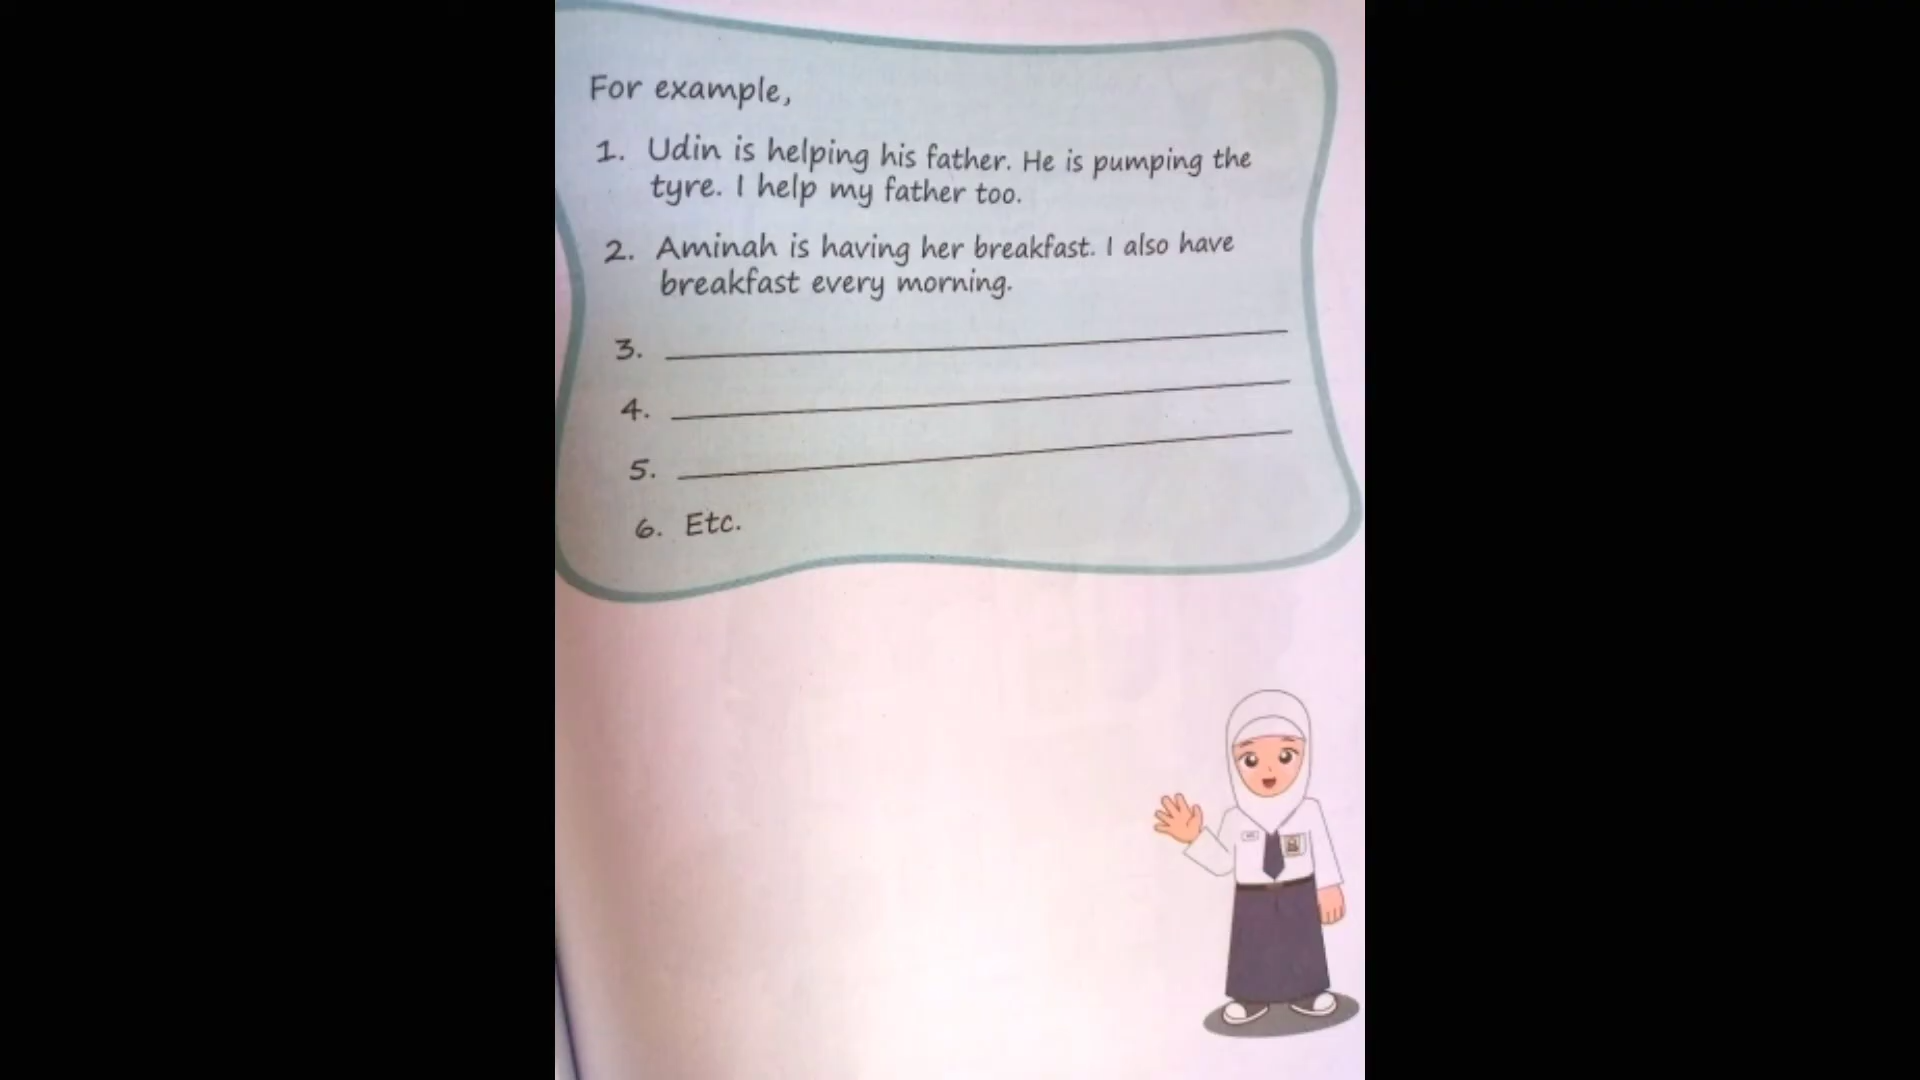 For example,
1. Udin is helping his father. He is pumping the
tyre. I help my father too.
2. Aminah is having her breakfast. I also have
breakfast every morning.
3.
4.
5.
6. Etc.